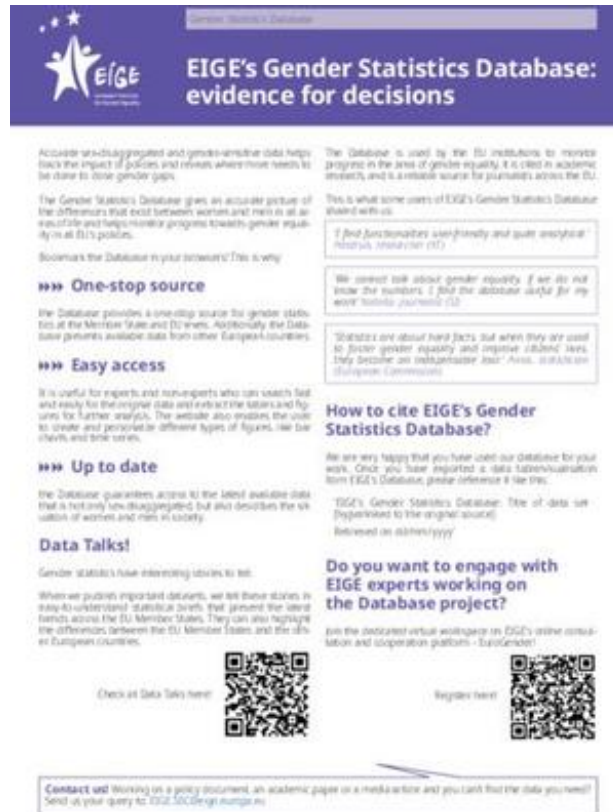 Gender Statistics Database
EIGE
EIGE's Gender Statistics Database:
evidence for decisions
Accurate sex-disaggregated and gender-sensitive data helps
track the impact of policies and reveals where more needs to
be done to close gender gaps.
The Gender Statistics Database gives an accurate picture of
the differences that exist between women and men in all ar-
eas of life and helps monitor progress towards gender equal-
ity in all EU's policies.
Bookmark the Database in your browsers! This is why:
»» One-stop source
the Database provides a one-stop source for gender statis-
tics at the Member State and EU levels. Additionally, the Data-
base presents available data from other European countries.
»» Easy access
It is useful for experts and non-experts who can search fast
and easily for the original data and extract the tables and fig-
ures for further analysis. The website also enables the user
to create and personalize different types of figures, like bar
charts and time series.
»» Up to date
the Database guarantees access to the latest available data
that is not only sex-disaggregated, but also describes the sit-
uation of women and men in society.
Data Talks!
Gender statistics have interesting stories to tell.
When we publish important datasets, we tell these stories in
easy-to-understand statistical briefs that present the latest
trends across the EU Member States. They can also highlight
the differences between the EU Member States and the oth-
er European countries.
Check all Data Talks here!
The Database is used by the EU institutions to monitor
progress in the area of gender equality. It is cited in academic
research, and is a reliable source for journalists across the EU.
This is what some users of EIGE's Gender Statistics Database
shared with us:
'I find functionalities user-friendly and quite analytical.'
researcher
'We cannot talk about gender equality, if we do not
know the numbers. I find the database useful for my
work' journalist
'Statistics are about hard facts, but when they are used
to foster gender equality and improve citizens' lives,
they become an indispensable tool.' Anna, statistician
(European Commission)
How to cite EIGE's Gender
Statistics Database?
We are very happy that you have used our database for your
work. Once you have exported a data table/visualisation
from EIGE's Database, please reference it like this:
'EIGE's Gender Statistics Database: Title of data set
[hyperlinked to the original source]
Retrieved on dd/mm/yyyy'
Do you want to engage with
EIGE experts working on
the Database project?
Join the dedicated virtual workspace on EIGE's online consul-
tation and cooperation platform - EuroGender!
Register here!
Contact us! Working on a policy document, an academic paper or a media article and you can't find the data you need?
Send us your query to: